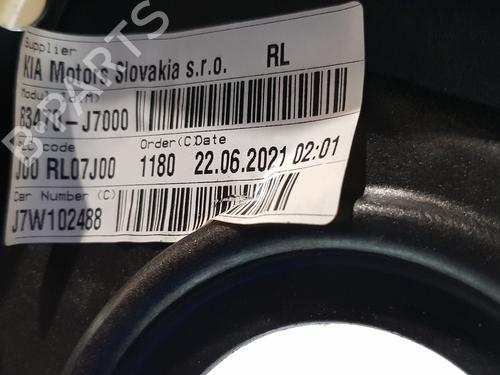 Supplier
KIA Motors Slovakia s.r.o. RL
J7000
code Order(C)Date
J00 RL07J00 1180 22.06.2021 02:01
Car Number (C)
J7W102488
B-PARTS